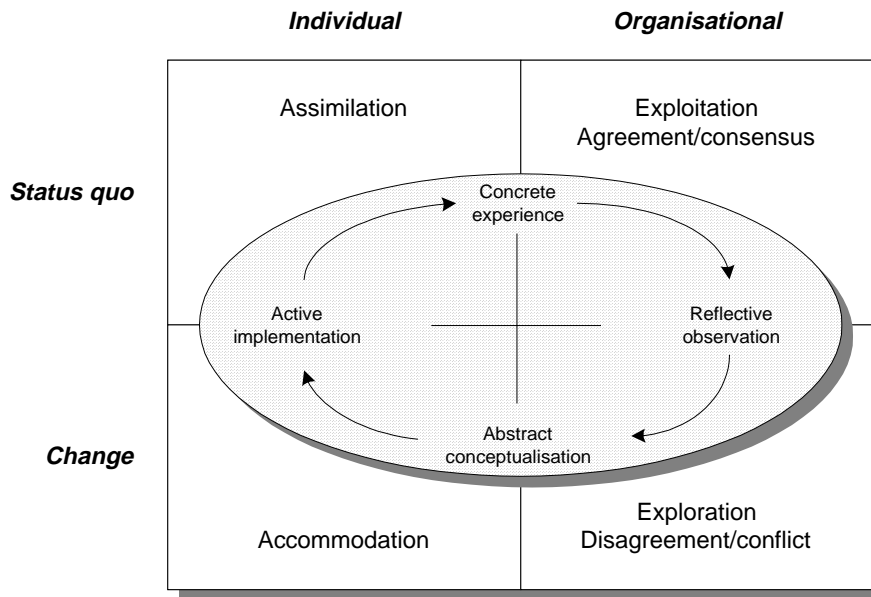 Individual
Organisational
Assimilation
Exploitation
Agreement/consensus
Status quo
Concrete
experience
Active
implementation
Reflective
observation
Abstract
conceptualisation
Change
Accommodation
Exploration
Disagreement/conflict